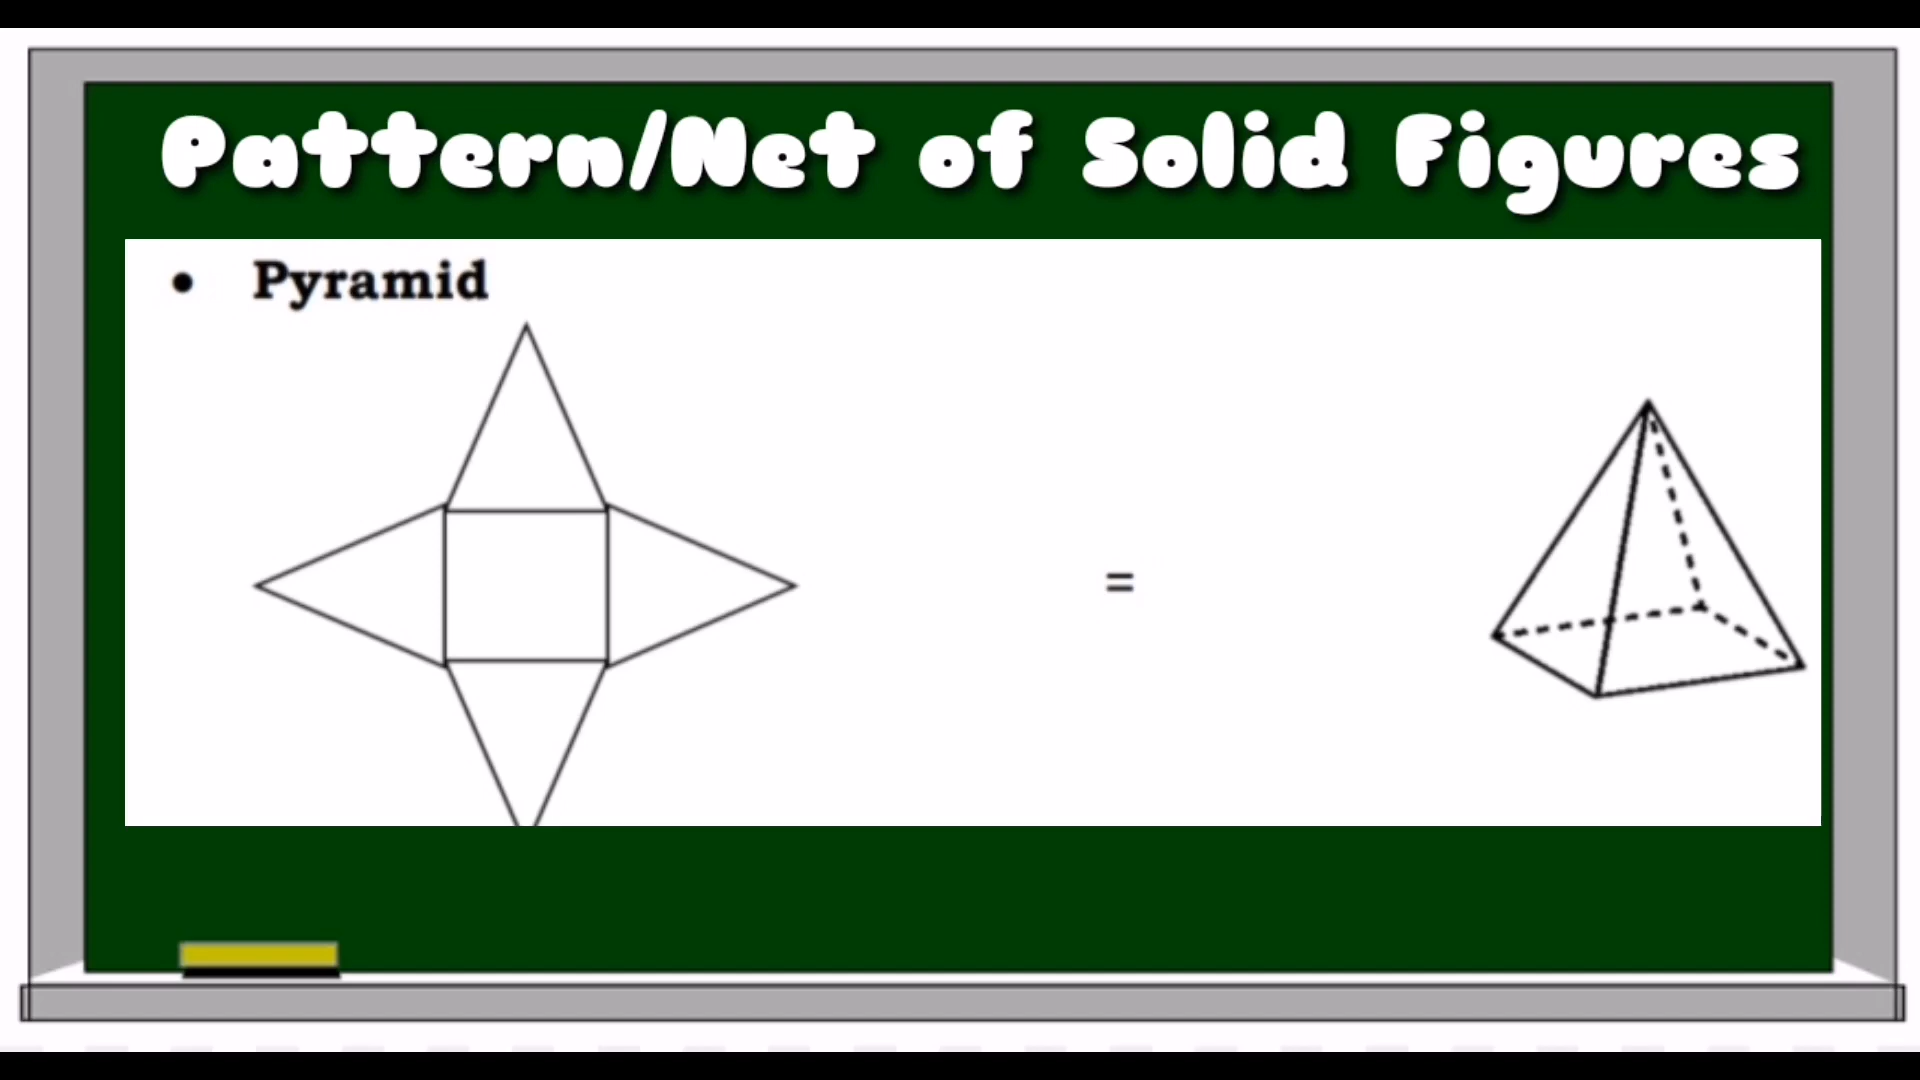 Pattern/Net of Solid Figures
• Pyramid
=